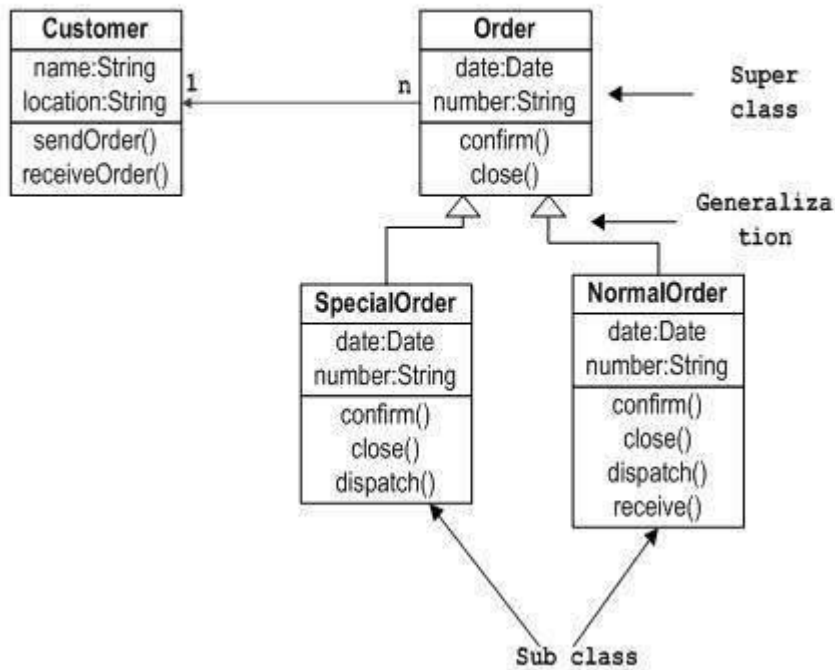 Customer
name:String
location:String
sendOrder()
receiveOrder()
1
n
Order
date:Date
number:String
confirm()
close()
Super
class
Generaliza
tion
SpecialOrder
date:Date
number:String
confirm()
close()
dispatch()
NormalOrder
date:Date
number:String
confirm()
close()
dispatch()
receive()
Sub class